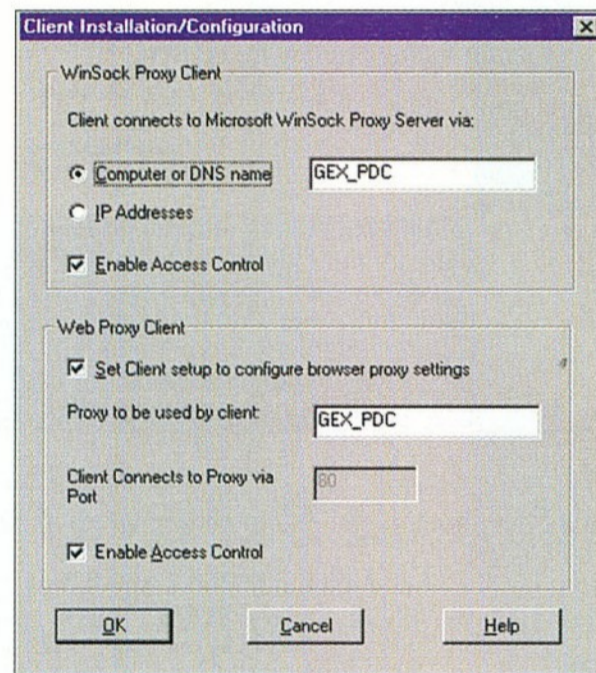 Client Installation/Configuration
WinSock Proxy Client
Client connects to Microsoft WinSock Proxy Server via:
Computer or DNS name GEX_PDC
IP Addresses
Enable Access Control
Web Proxy Client
Set Client setup to configure browser proxy settings
Proxy to be used by client: GEX_PDC
Client Connects to Proxy via 80
Port
Enable Access Control
OK Cancel Help